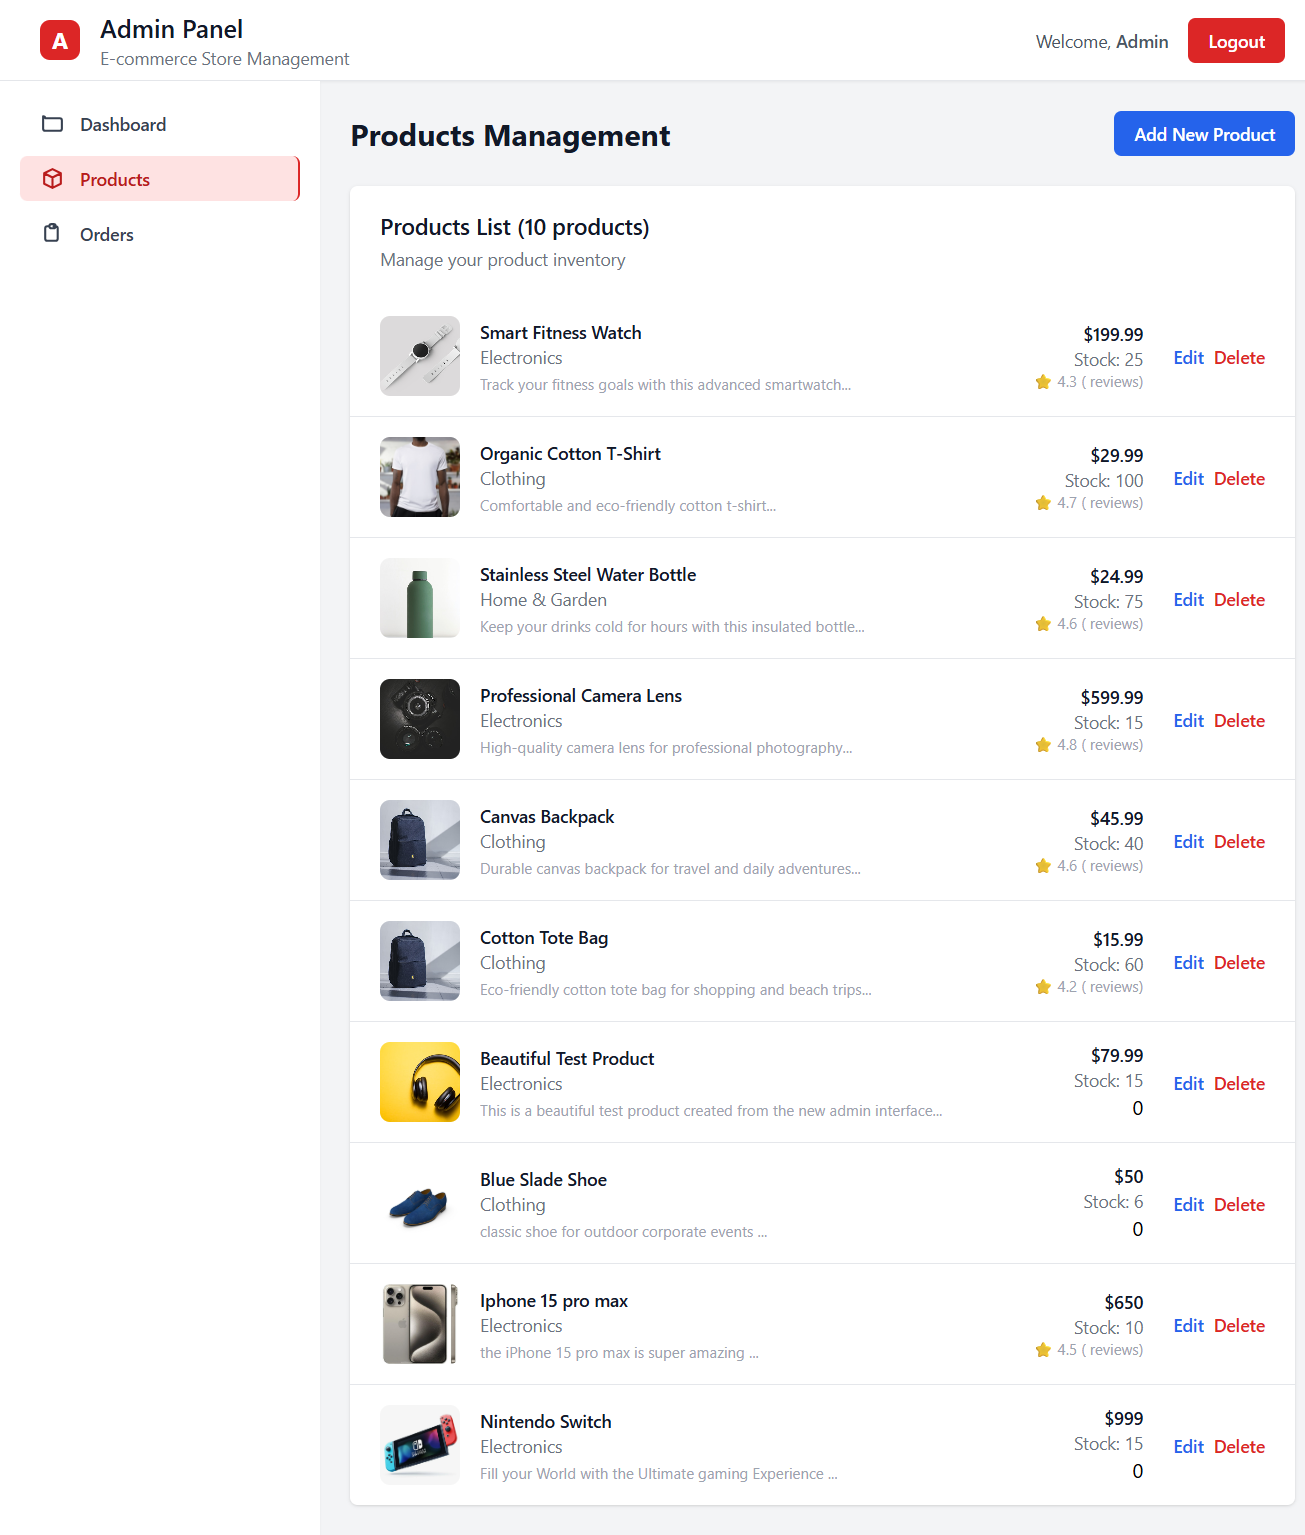 A
Admin Panel
E-commerce Store Management
Welcome, Admin
Logout
Dashboard
Products
Orders
Products Management
Add New Product
Products List (10 products)
Manage your product inventory
Smart Fitness Watch
Electronics
Track your fitness goals with this advanced smartwatch...
$199.99
Stock: 25
4.3 ( reviews)
Edit Delete
Organic Cotton T-Shirt
Clothing
Comfortable and eco-friendly cotton t-shirt...
$29.99
Stock: 100
4.7 ( reviews)
Edit Delete
Stainless Steel Water Bottle
Home & Garden
Keep your drinks cold for hours with this insulated bottle...
$24.99
Stock: 75
4.6 ( reviews)
Edit Delete
Professional Camera Lens
Electronics
High-quality camera lens for professional photography...
$599.99
Stock: 15
4.8 ( reviews)
Edit Delete
Canvas Backpack
Clothing
Durable canvas backpack for travel and daily adventures...
$45.99
Stock: 40
4.6 ( reviews)
Edit Delete
Cotton Tote Bag
Clothing
Eco-friendly cotton tote bag for shopping and beach trips...
$15.99
Stock: 60
4.2 ( reviews)
Edit Delete
Beautiful Test Product
Electronics
This is a beautiful test product created from the new admin interface...
$79.99
Stock: 15
0
Edit Delete
Blue Slade Shoe
Clothing
classic shoe for outdoor corporate events ...
$50
Stock: 6
0
Edit Delete
Iphone 15 pro max
Electronics
the iPhone 15 pro max is super amazing ...
$650
Stock: 10
4.5 ( reviews)
Edit Delete
Nintendo Switch
Electronics
Fill your World with the Ultimate gaming Experience ...
$999
Stock: 15
0
Edit Delete